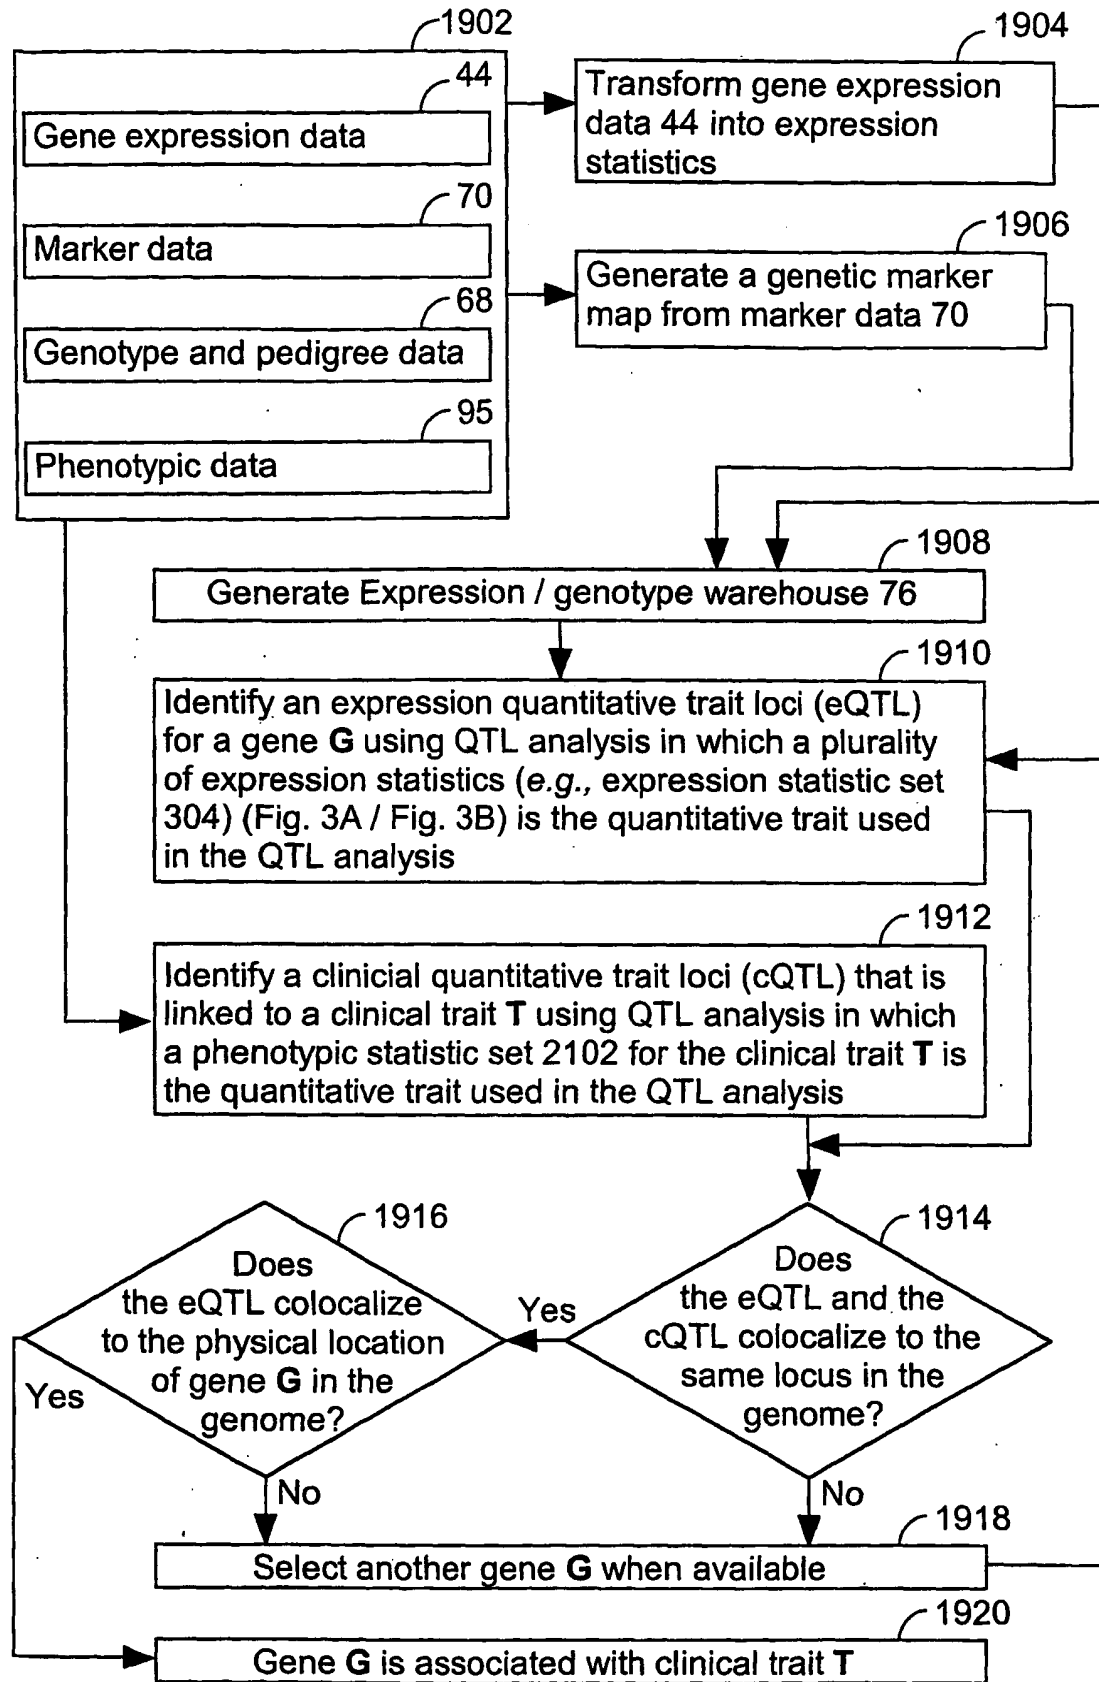 1902
44
Gene expression data
70
Marker data
68
Genotype and pedigree data
95
Phenotypic data
1904
Transform gene expression
data 44 into expression
statistics
1906
Generate a genetic marker
map from marker data 70
1908
Generate Expression / genotype warehouse 76
1910
Identify an expression quantitative trait loci (eQTL)
for a gene G using QTL analysis in which a plurality
of expression statistics (e.g., expression statistic set
304) (Fig. 3A / Fig. 3B) is the quantitative trait used
in the QTL analysis
1912
Identify a clinicial quantitative trait loci (cQTL) that is
linked to a clinical trait T using QTL analysis in which
a phenotypic statistic set 2102 for the clinical trait T is
the quantitative trait used in the QTL analysis
1914
Does
the eQTL and the
cQTL colocalize to the
same locus in the
genome?
Yes
No
1916
Does
the eQTL colocalize
to the physical location
of gene G in the
genome?
Yes
No
1918
Select another gene G when available
1920
Gene G is associated with clinical trait T